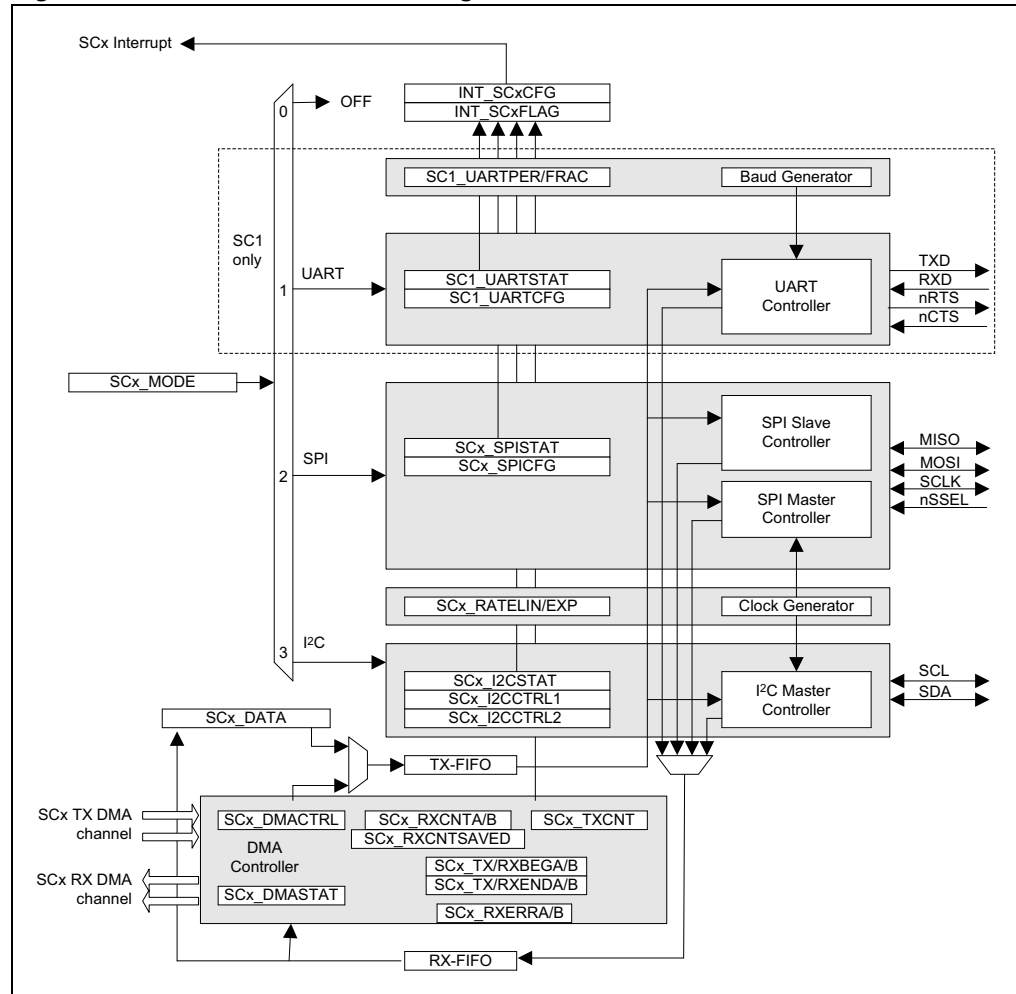 SCx Interrupt
INT_SCxCFG
INT_SCxFLAG
0
OFF
SC1_UARTPER/FRAC
Baud Generator
SC1
only
UART
1
SC1_UARTSTAT
SC1_UARTCFG
UART
Controller
TXD
RXD
nRTS
nCTS
SCx_MODE
SPI
2
SCx_SPISTAT
SCx_SPICFG
SPI Slave
Controller
SPI Master
Controller
MISO
MOSI
SCLK
nSSEL
SCx_RATELIN/EXP
Clock Generator
I²C
3
SCx_I2CSTAT
SCx_I2CCTRL1
SCx_I2CCTRL2
I²C Master
Controller
SCL
SDA
SCx_DATA
TX-FIFO
SCx TX DMA
channel
SCx RX DMA
channel
SCx_DMACTRL
DMA
Controller
SCx_DMASTAT
SCx_RXCNTA/B
SCx_RXCNTSAVED
SCx_TXCNT
SCx_TX/RXBEGA/B
SCx_TX/RXENDA/B
SCx_RXERRA/B
RX-FIFO